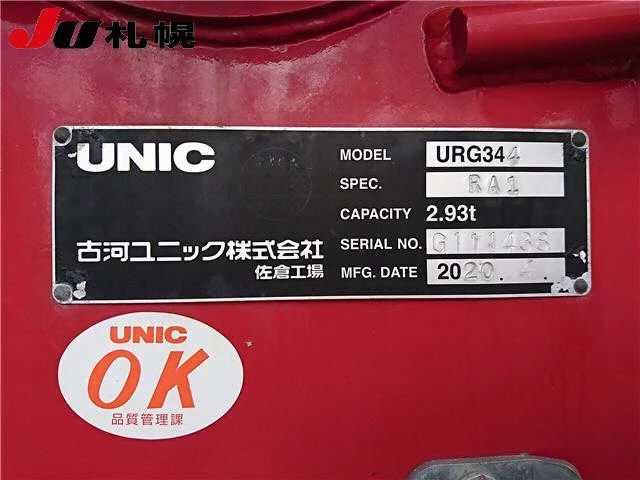 JU札幌
UNIC
MODEL URG344
SPEC. RA1
CAPACITY 2.93t
SERIAL NO.
MFG. DATE 2020. 4.
古河ユニック株式会社
佐倉工場
UNIC
OK
品質管理課